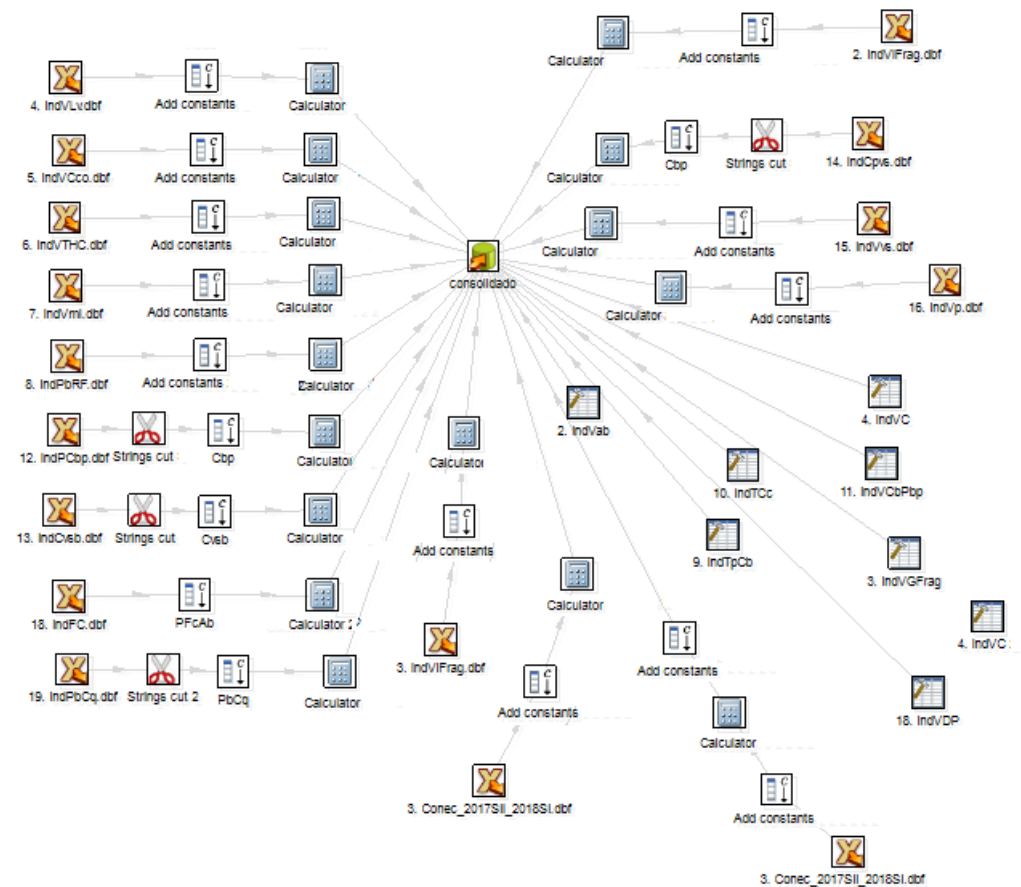 Calculator
Add constants
2. IndVIFrag.dbf
4. IndVLv.dbf
Add constants
Calculator
5. IndVCco.dbf
Add constants
Calculator
Calculator
Cbp
Strings cut
14. IndCpvs.dbf
6. IndVTHC.dbf
Add constants
Calculator
Calculator
Add constants
15. IndVvs.dbf
consolidado
7. IndVml.dbf
Add constants
Calculator
Calculator
Add constants
16. IndVp.dbf
8. IndPbRF.dbf
Add constants
Calculator
2. IndVab
4. IndVC
12. IndPCbp.dbf
Strings cut
Cbp
Calculator
Calculator
10. IndTCc
11. IndVCbPbp
13. IndCvsb.dbf
Strings cut
Cvsb
Calculator
Add constants
9. IndTpCb
3. IndVGFrag
18. IndFC.dbf
PFcAb
Calculator 2
Calculator
4. IndVC
3. IndVIFrag.dbf
Add constants
19. IndPbCq.dbf
Strings cut 2
PbCq
Calculator
Add constants
18. IndVDP
Calculator
3. Conec_2017SII_2018SI.dbf
Add constants
3. Conec_2017SII_2018SI.dbf